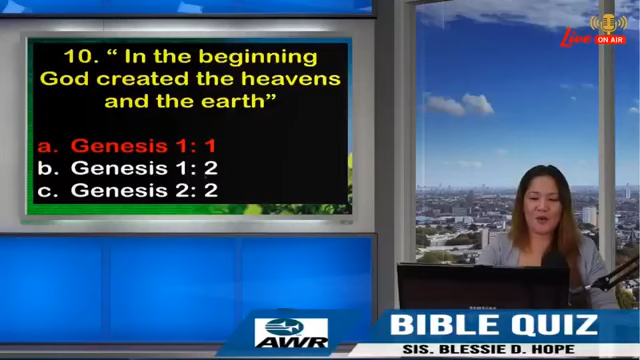 Live
ON AIR
10. “ In the beginning
God created the heavens
and the earth”
a. Genesis 1: 1
b. Genesis 1: 2
c. Genesis 2: 2
SAMSUNG
AWR
BIBLE QUIZ
SIS. BLESSIE D. HOPE